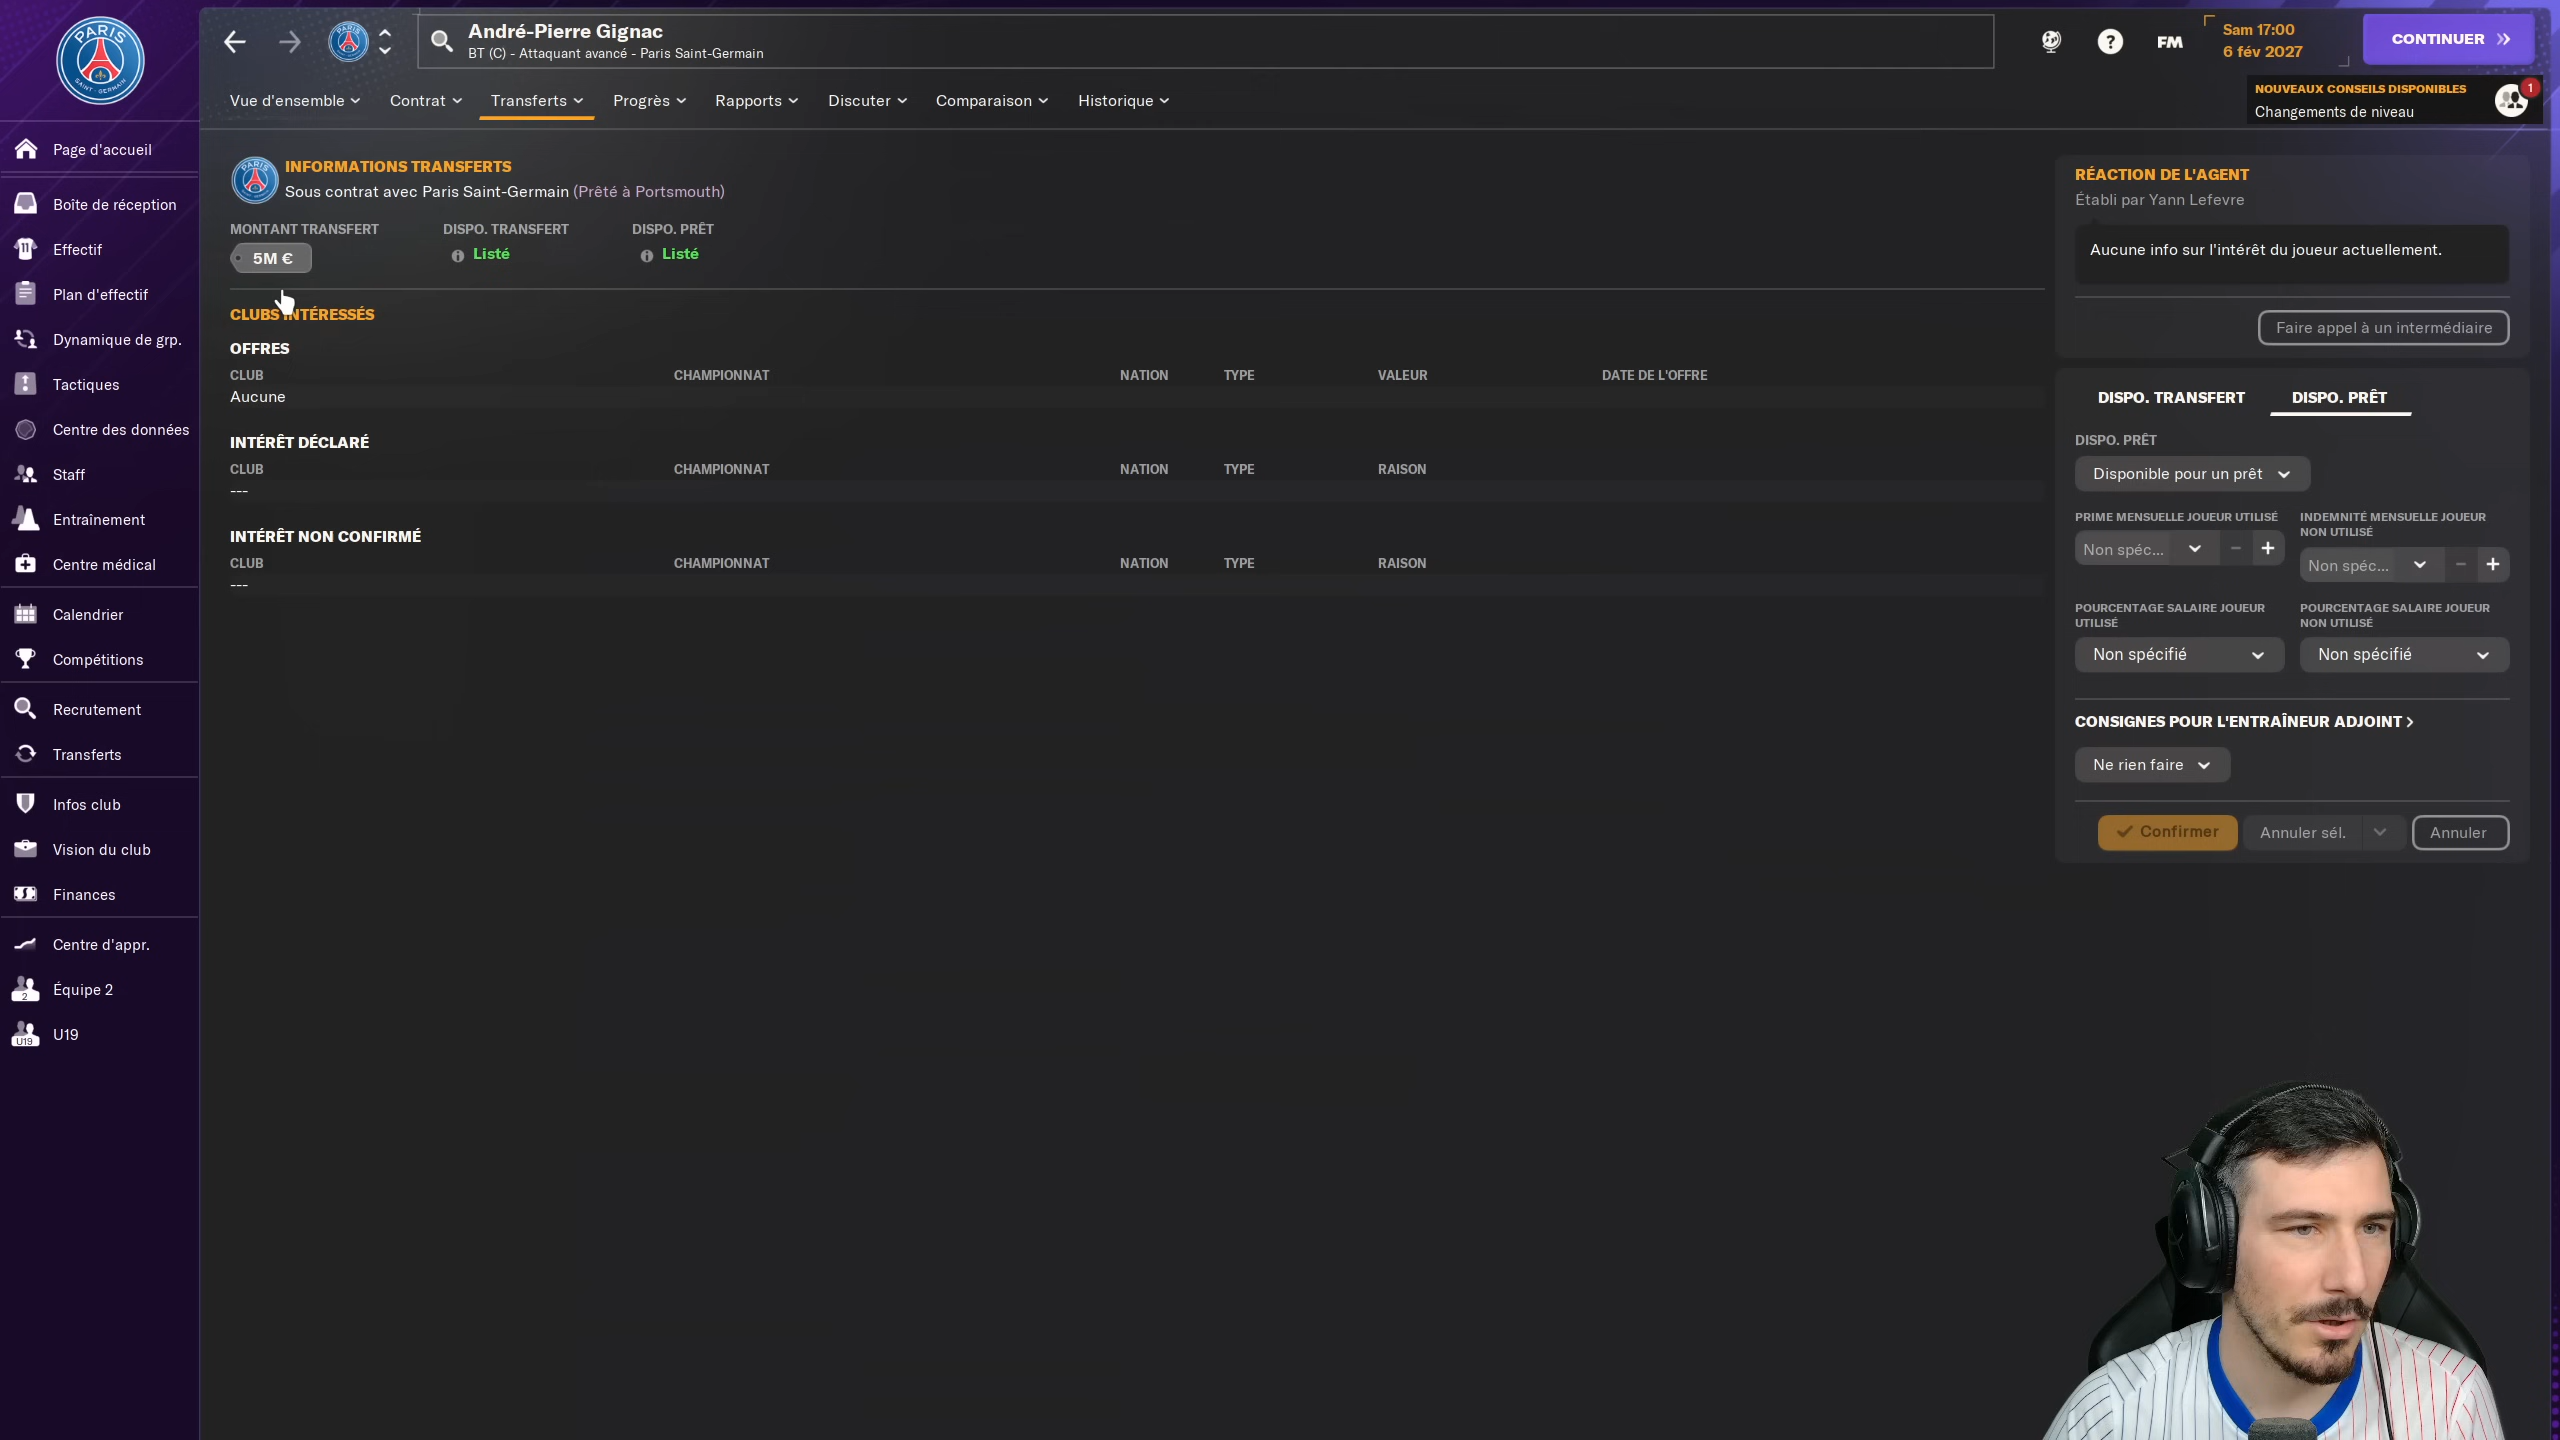 André-Pierre Gignac
BT (C) - Attaquant avancé - Paris Saint-Germain
FM
Sam 17:00
6 fév 2027
CONTINUER
Vue d'ensemble
Contrat
Transferts
Progrès
Rapports
Discuter
Comparaison
Historique
NOUVEAUX CONSEILS DISPONIBLES
Changements de niveau
1
PARIS
SAINT-GERMAIN
Page d'accueil
Boîte de réception
Effectif
Plan d'effectif
Dynamique de grp.
Tactiques
Centre des données
Staff
Entraînement
Centre médical
Calendrier
Compétitions
Recrutement
Transferts
Infos club
Vision du club
Finances
Centre d'appr.
2
Équipe 2
U19
U19
INFORMATIONS TRANSFERTS
Sous contrat avec Paris Saint-Germain (Prêté à Portsmouth)
MONTANT TRANSFERT
DISPO. TRANSFERT
DISPO. PRÊT
5M €
Listé
Listé
CLUBS INTÉRESSÉS
OFFRES
CLUB
CHAMPIONNAT
NATION
TYPE
VALEUR
DATE DE L'OFFRE
Aucune
INTÉRÊT DÉCLARÉ
CLUB
CHAMPIONNAT
NATION
TYPE
RAISON
---
INTÉRÊT NON CONFIRMÉ
CLUB
CHAMPIONNAT
NATION
TYPE
RAISON
---
RÉACTION DE L'AGENT
Établi par Yann Lefevre
Aucune info sur l'intérêt du joueur actuellement.
Faire appel à un intermédiaire
DISPO. TRANSFERT
DISPO. PRÊT
DISPO. PRÊT
Disponible pour un prêt
PRIME MENSUELLE JOUEUR UTILISÉ
Non spéc...
INDEMNITÉ MENSUELLE JOUEUR
NON UTILISÉ
Non spéc...
POURCENTAGE SALAIRE JOUEUR
UTILISÉ
Non spécifié
POURCENTAGE SALAIRE JOUEUR
NON UTILISÉ
Non spécifié
CONSIGNES POUR L'ENTRAÎNEUR ADJOINT >
Ne rien faire
Confirmer
Annuler sél.
Annuler